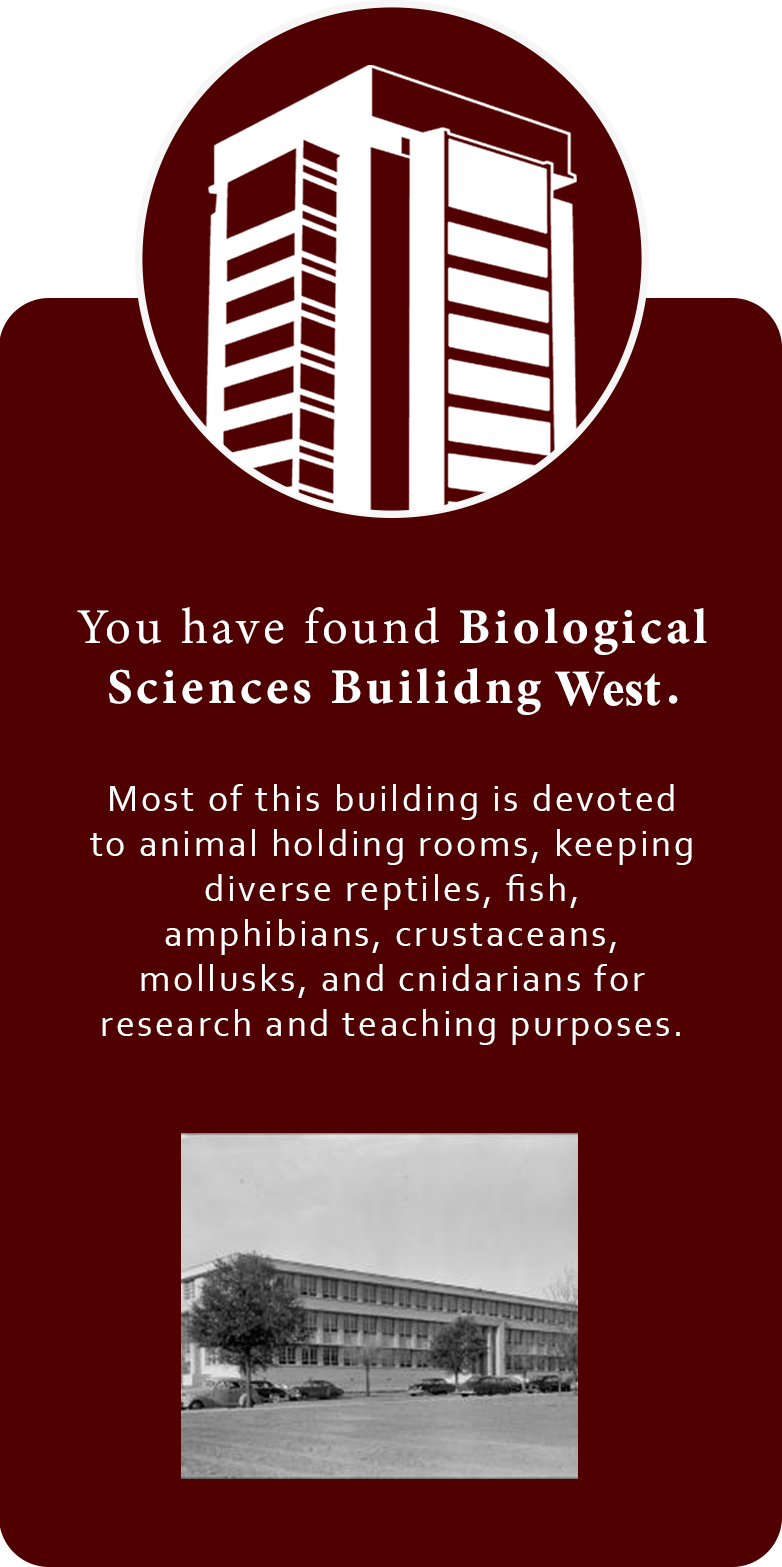 You have found Biological
Sciences Builidng West.
Most of this building is devoted
to animal holding rooms, keeping
diverse reptiles, fish,
amphibians, crustaceans,
mollusks, and cnidarians for
research and teaching purposes.